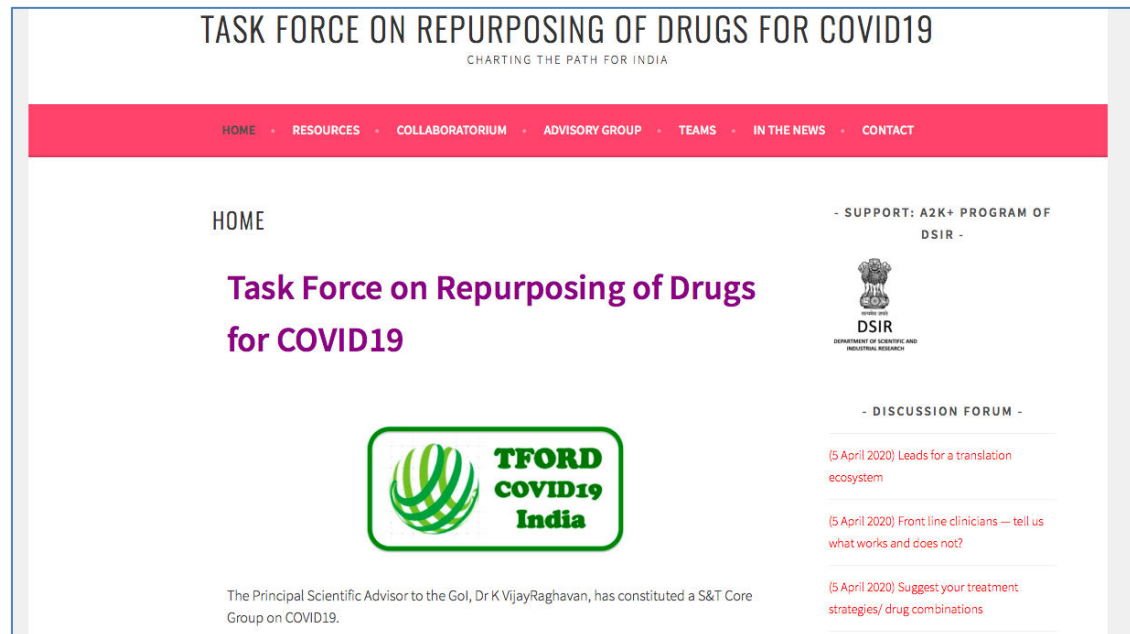 TASK FORCE ON REPURPOSING OF DRUGS FOR COVID19
CHARTING THE PATH FOR INDIA
HOME
RESOURCES
COLLABORATORIUM
ADVISORY GROUP
TEAMS
IN THE NEWS
CONTACT
HOME
Task Force on Repurposing of Drugs
for COVID19
TFORD
COVID19
India
The Principal Scientific Advisor to the GoI, Dr K VijayRaghavan, has constituted a S&T Core
Group on COVID19.
- SUPPORT: A2K+ PROGRAM OF
DSIR -
सत्यमेव जयते
DSIR
DEPARTMENT OF SCIENTIFIC AND
INDUSTRIAL RESEARCH
- DISCUSSION FORUM -
(5 April 2020) Leads for a translation
ecosystem
(5 April 2020) Front line clinicians — tell us
what works and does not?
(5 April 2020) Suggest your treatment
strategies/ drug combinations